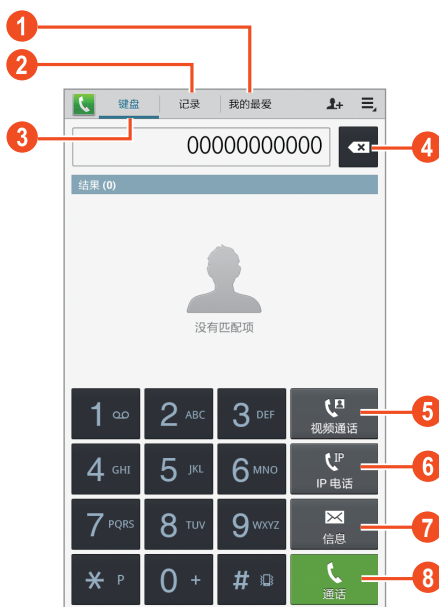 1
2
键盘 记录 我的最爱
3
00000000000
4
结果 (0)
没有匹配项
1 2 ABC 3 DEF
视频通话
5
4 GHI 5 JKL 6 MNO
IP
IP 电话
6
7 PQRS 8 TUV 9 WXYZ
信息
7
* P 0 + #
通话
8